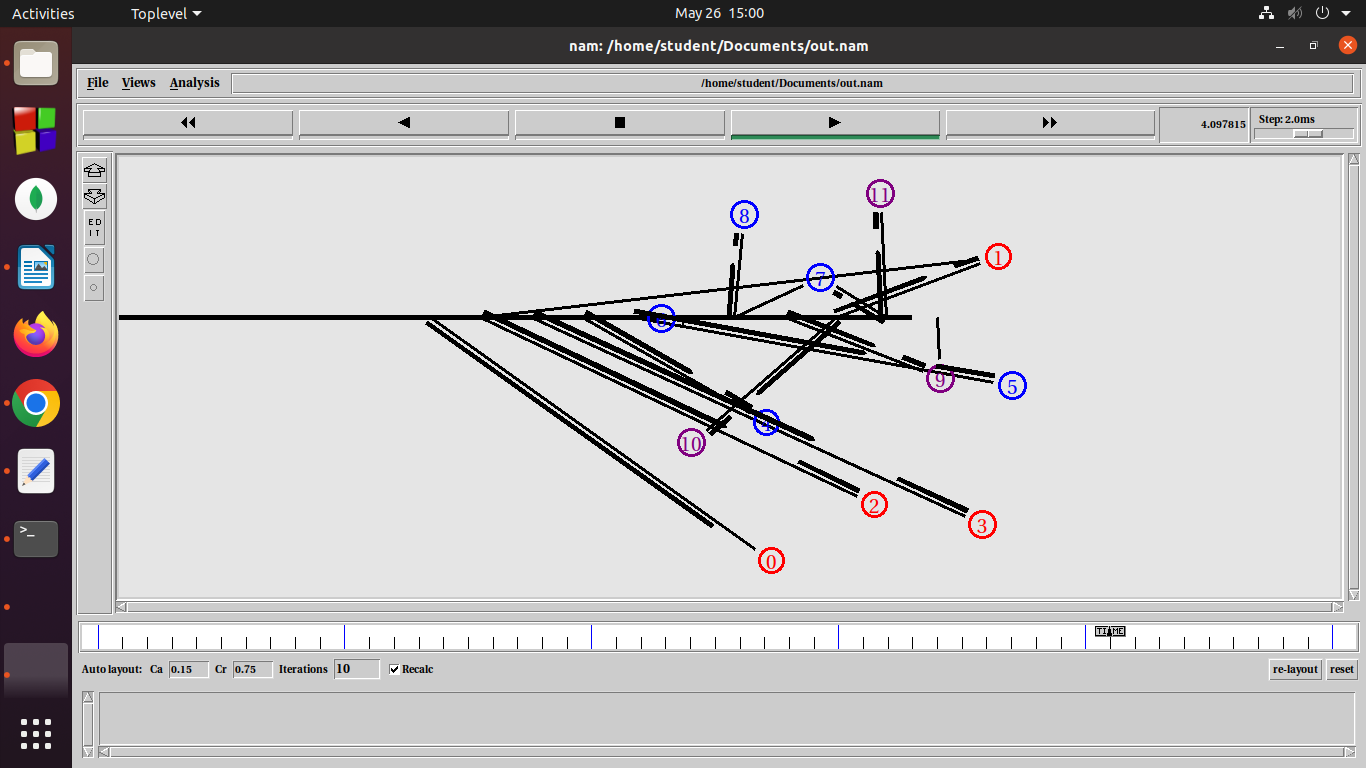 Activities Toplevel May 26 15:00
nam: /home/student/Documents/out.nam
File Views Analysis /home/student/Documents/out.nam
4.097815 Step: 2.0ms
ED
IT
11
8
1
7
6
9
5
4
10
2
3
0
TIME
Auto layout: Ca 0.15 Cr 0.75 Iterations 10 Recalc re-layout reset
>_